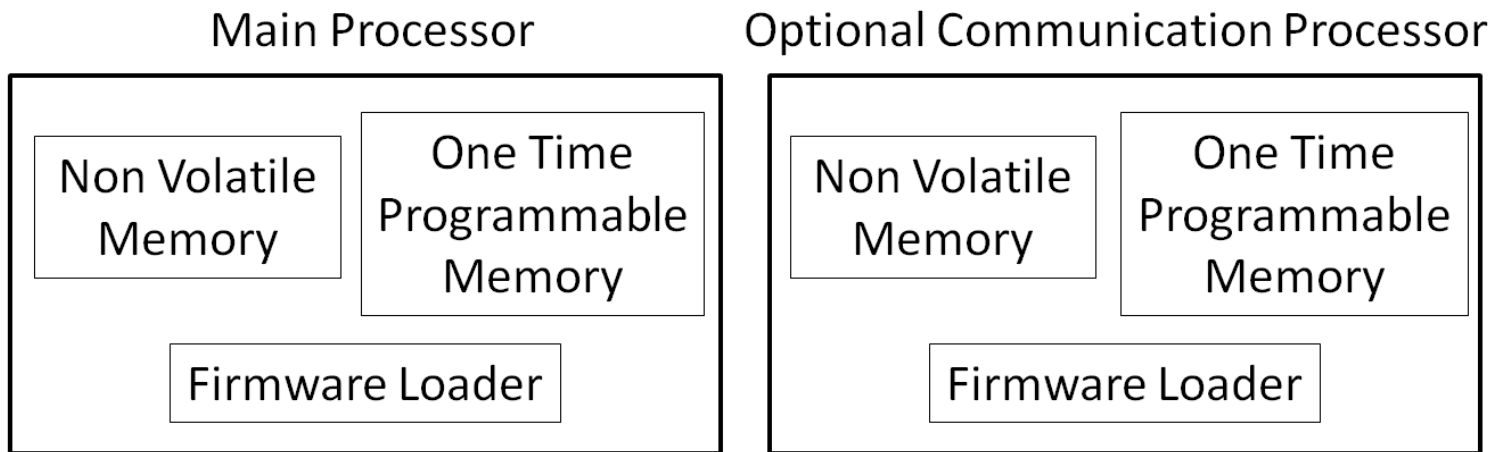 Main Processor
Non Volatile
Memory
One Time
Programmable
Memory
Firmware Loader
Optional Communication Processor
Non Volatile
Memory
One Time
Programmable
Memory
Firmware Loader